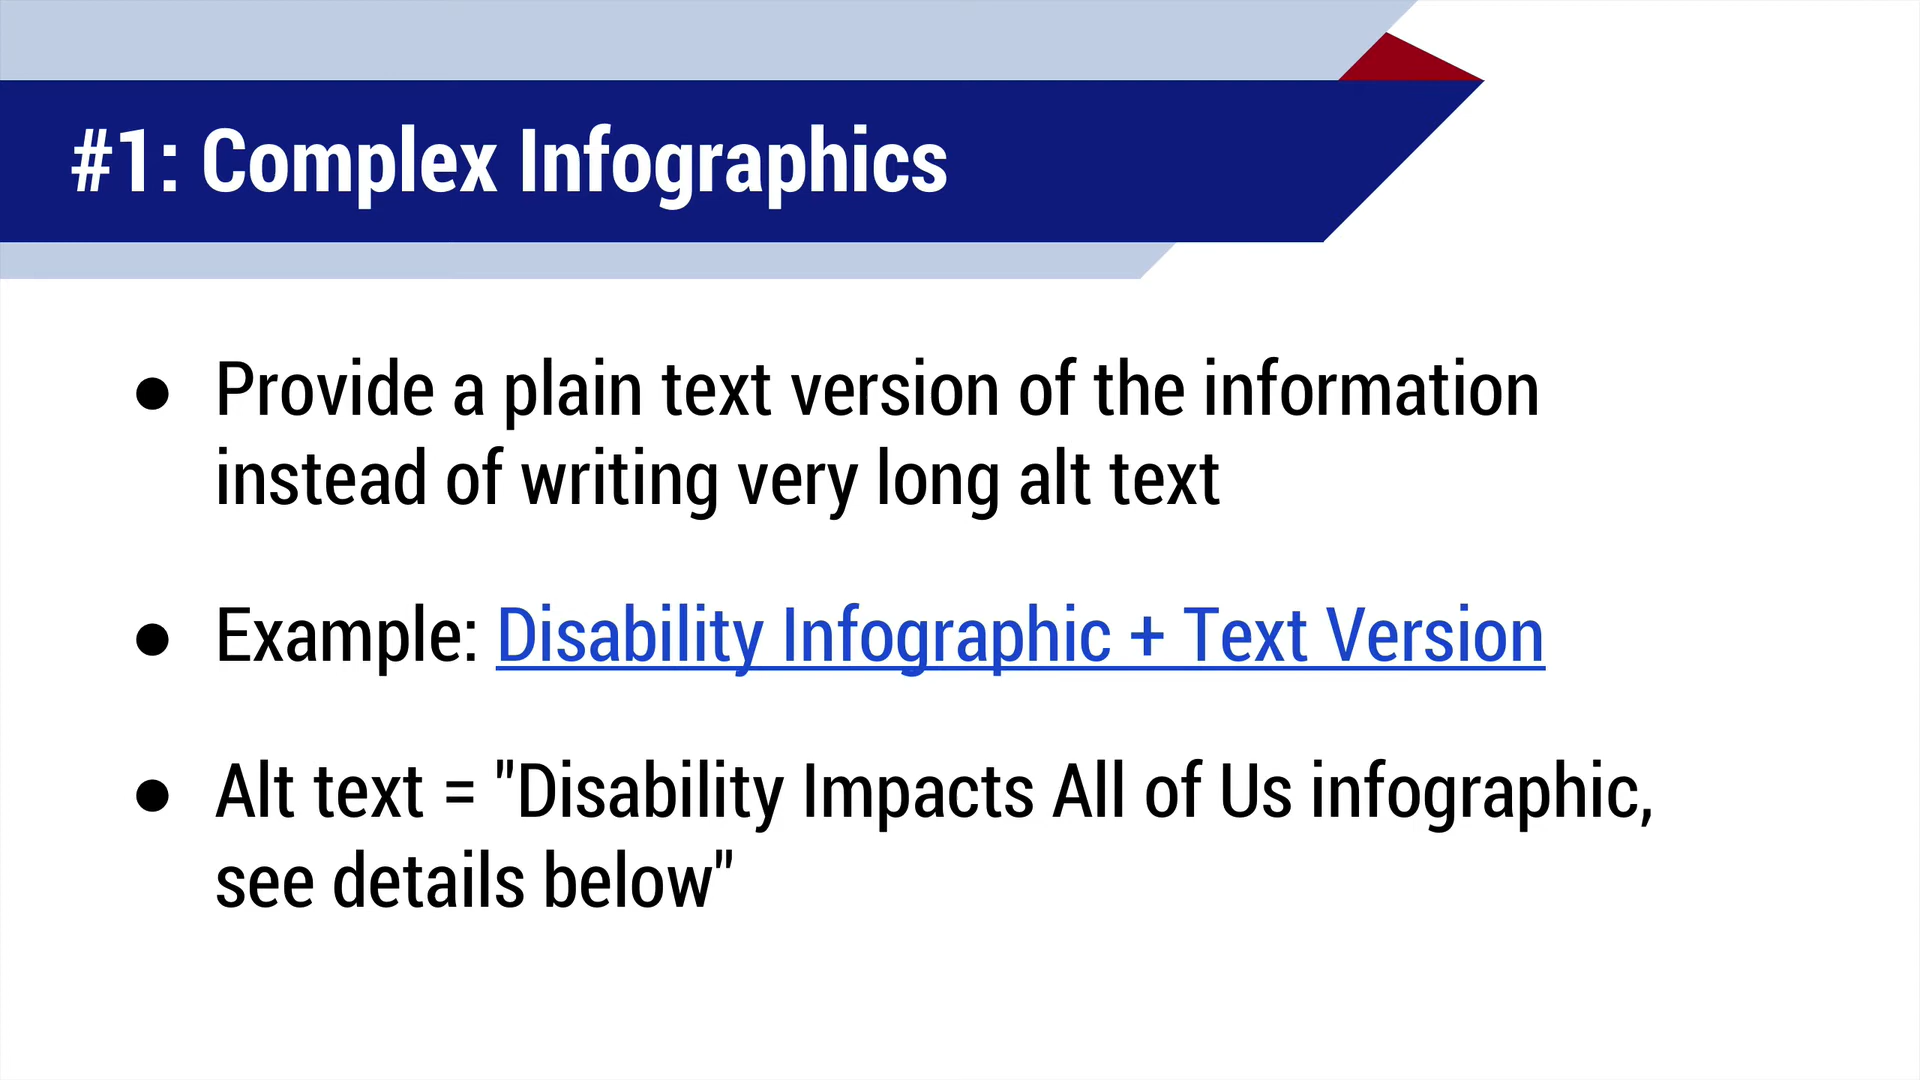 #1: Complex Infographics
● Provide a plain text version of the information
instead of writing very long alt text
● Example: Disability Infographic + Text Version
● Alt text = "Disability Impacts All of Us infographic,
see details below"